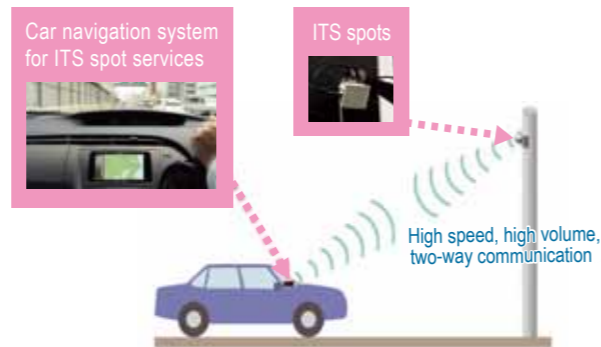 Car navigation system
for ITS spot services
ITS spots
High speed, high volume,
two-way communication